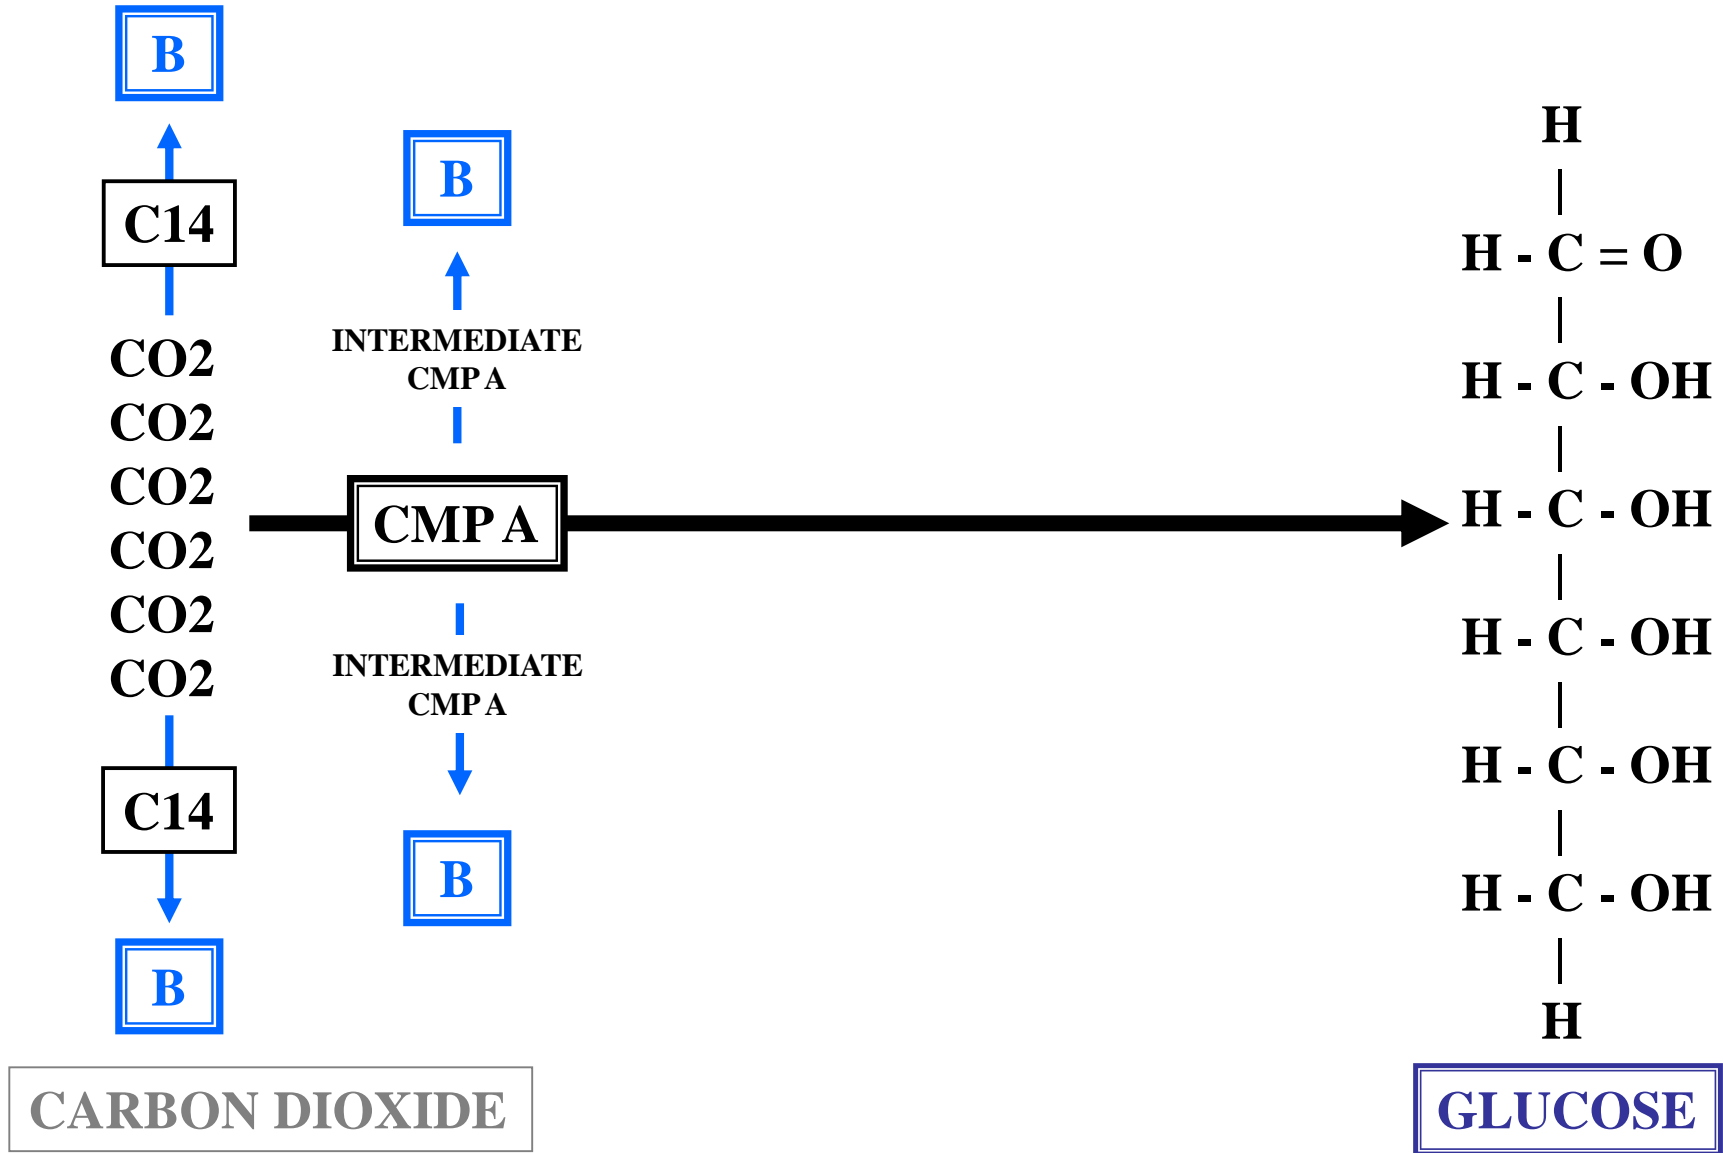 B
C14
CO2
CO2
CO2
CO2
CO2
CO2
C14
B
CARBON DIOXIDE
B
INTERMEDIATE
CMP A
CMP A
INTERMEDIATE
CMP A
B
H
H - C = O
H - C - OH
H - C - OH
H - C - OH
H - C - OH
H - C - OH
H
GLUCOSE